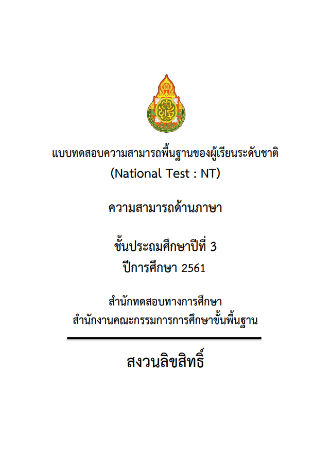 แบบทดสอบความสามารถพื้นฐานของผู้เรียนระดับชาติ
(National Test : NT)
ความสามารถด้านภาษา
ชั้นประถมศึกษาปีที่ 3
ปีการศึกษา 2561
สำนักทดสอบทางการศึกษา
สำนักงานคณะกรรมการการศึกษาขั้นพื้นฐาน
สงวนลิขสิทธิ์